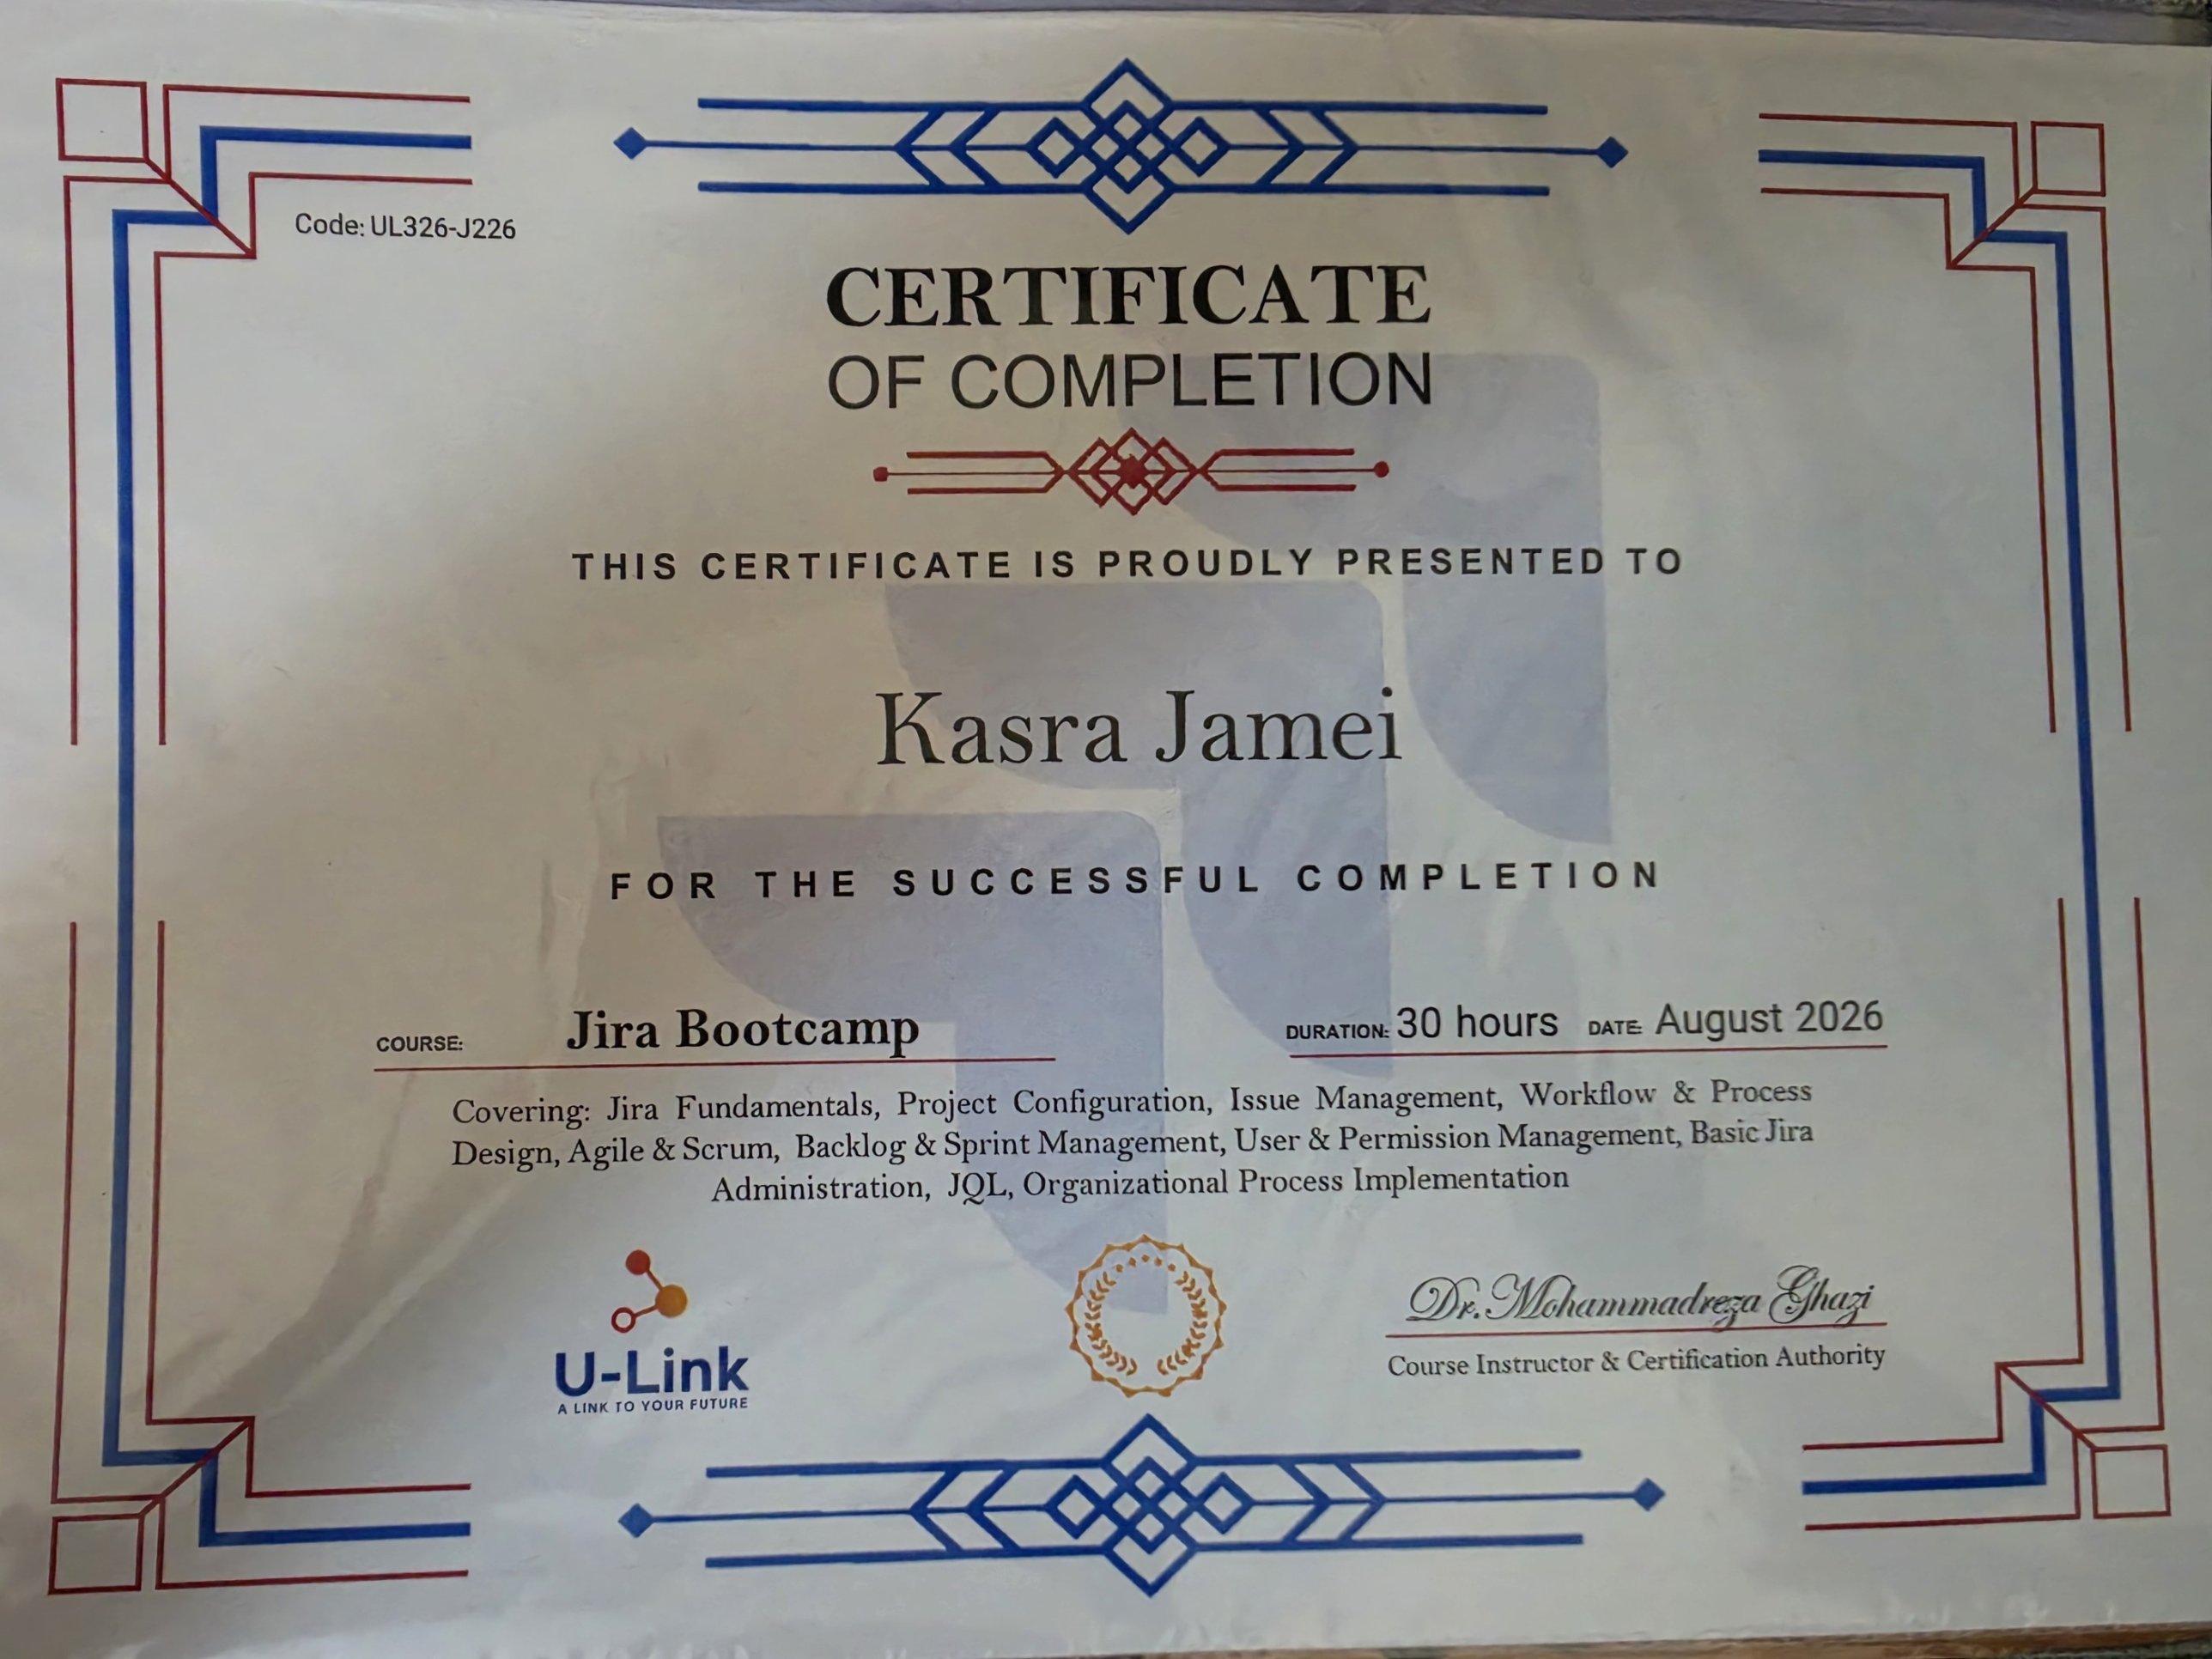 Code: UL326-J226
CERTIFICATE
OF COMPLETION
THIS CERTIFICATE IS PROUDLY PRESENTED TO
Kasra Jamei
FOR THE SUCCESSFUL COMPLETION
COURSE: Jira Bootcamp
DURATION: 30 hours DATE: August 2026
Covering: Jira Fundamentals, Project Configuration, Issue Management, Workflow & Process
Design, Agile & Scrum, Backlog & Sprint Management, User & Permission Management, Basic Jira
Administration, JQL, Organizational Process Implementation
U-Link
A LINK TO YOUR FUTURE
Dr. Mohammadreza Ghazi
Course Instructor & Certification Authority